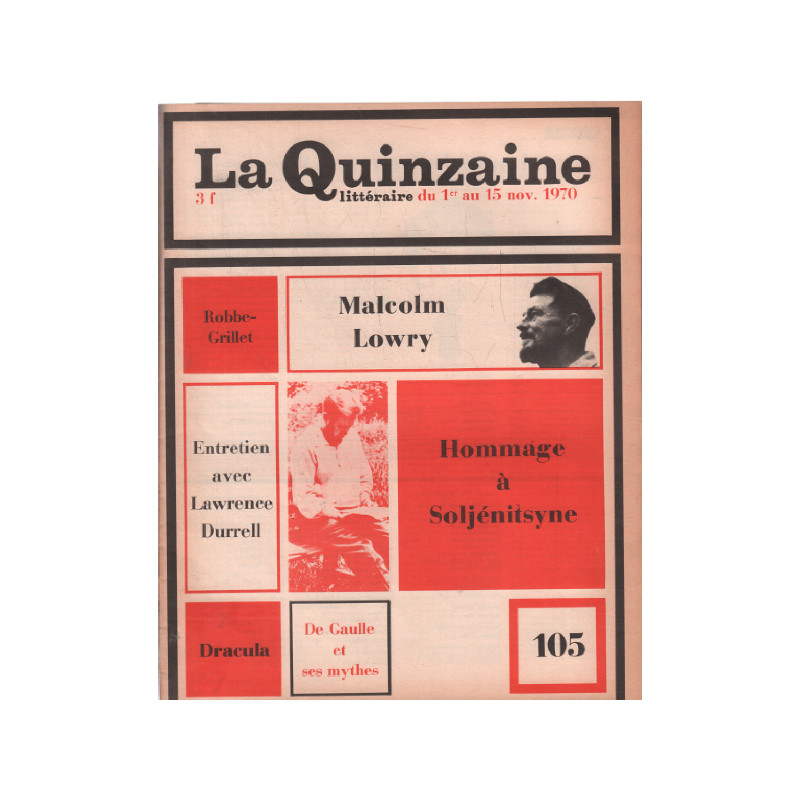 La Quinzaine
3 f littéraire du 1er au 15 nov. 1970
Robbe-
Grillet
Malcolm
Lowry
Entretien
avec
Lawrence
Durrell
Hommage
à
Soljénitsyne
Dracula
De Gaulle
et
ses mythes
105